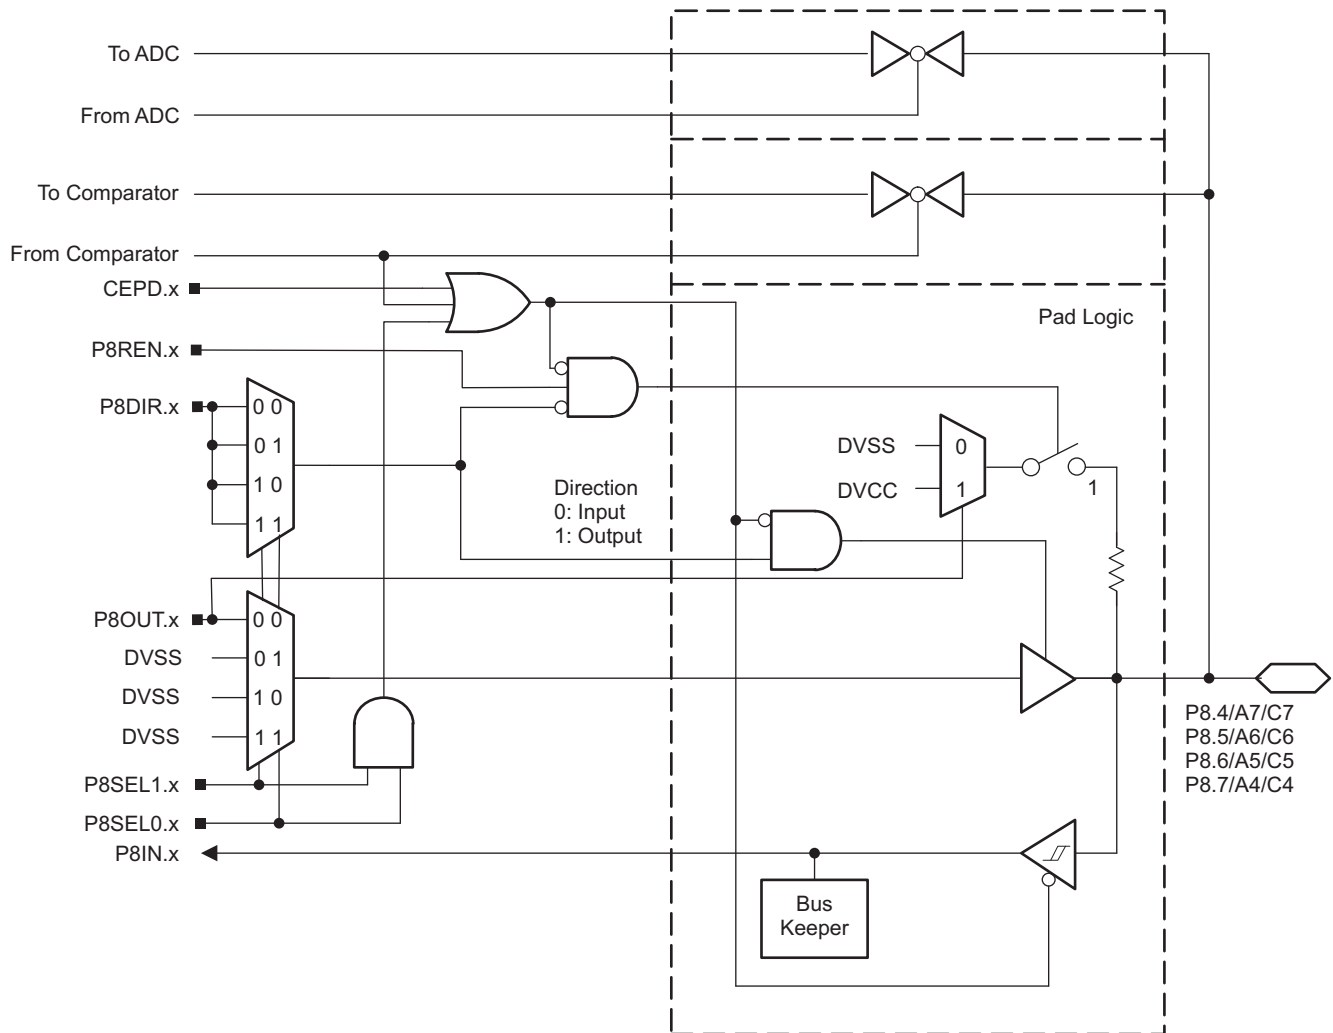 To ADC
From ADC
To Comparator
From Comparator
CEPD.x
Pad Logic
P8REN.x
P8DIR.x
0 0
0 1
1 0
1 1
DVSS
0
DVCC
1
1
Direction
0: Input
1: Output
P8OUT.x
0 0
DVSS
0 1
DVSS
1 0
DVSS
1 1
P8.4/A7/C7
P8.5/A6/C6
P8.6/A5/C5
P8.7/A4/C4
P8SEL1.x
P8SEL0.x
P8IN.x
Bus
Keeper